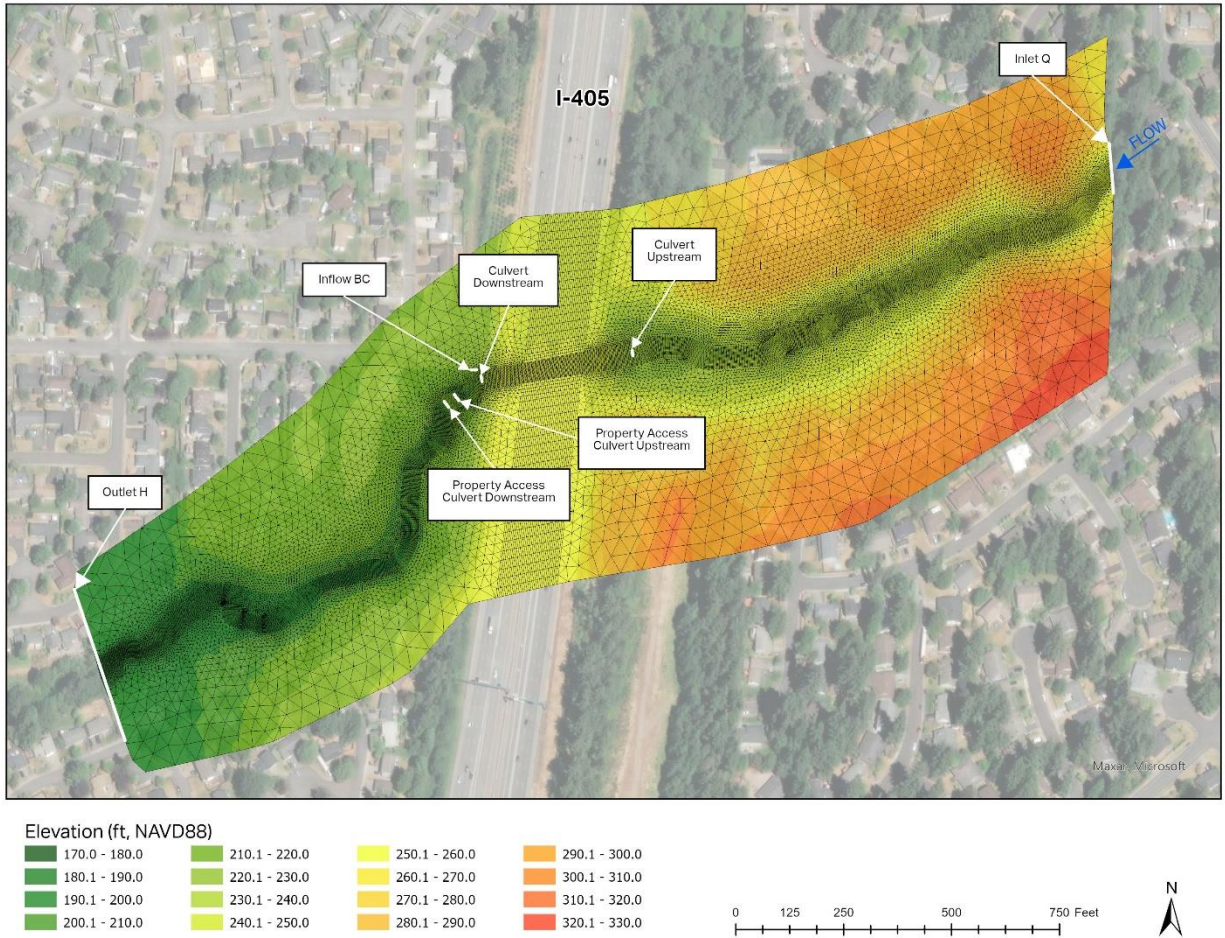 Inlet Q
I-405
FLOW
Culvert
Upstream
Culvert
Downstream
Inflow BC
Property Access
Culvert Upstream
Property Access
Culvert Downstream
Outlet H
Maxar, Microsoft
Elevation (ft, NAVD88)
170.0 - 180.0
180.1 - 190.0
190.1 - 200.0
200.1 - 210.0
210.1 - 220.0
220.1 - 230.0
230.1 - 240.0
240.1 - 250.0
250.1 - 260.0
260.1 - 270.0
270.1 - 280.0
280.1 - 290.0
290.1 - 300.0
300.1 - 310.0
310.1 - 320.0
320.1 - 330.0
0 125 250 500 750 Feet
N